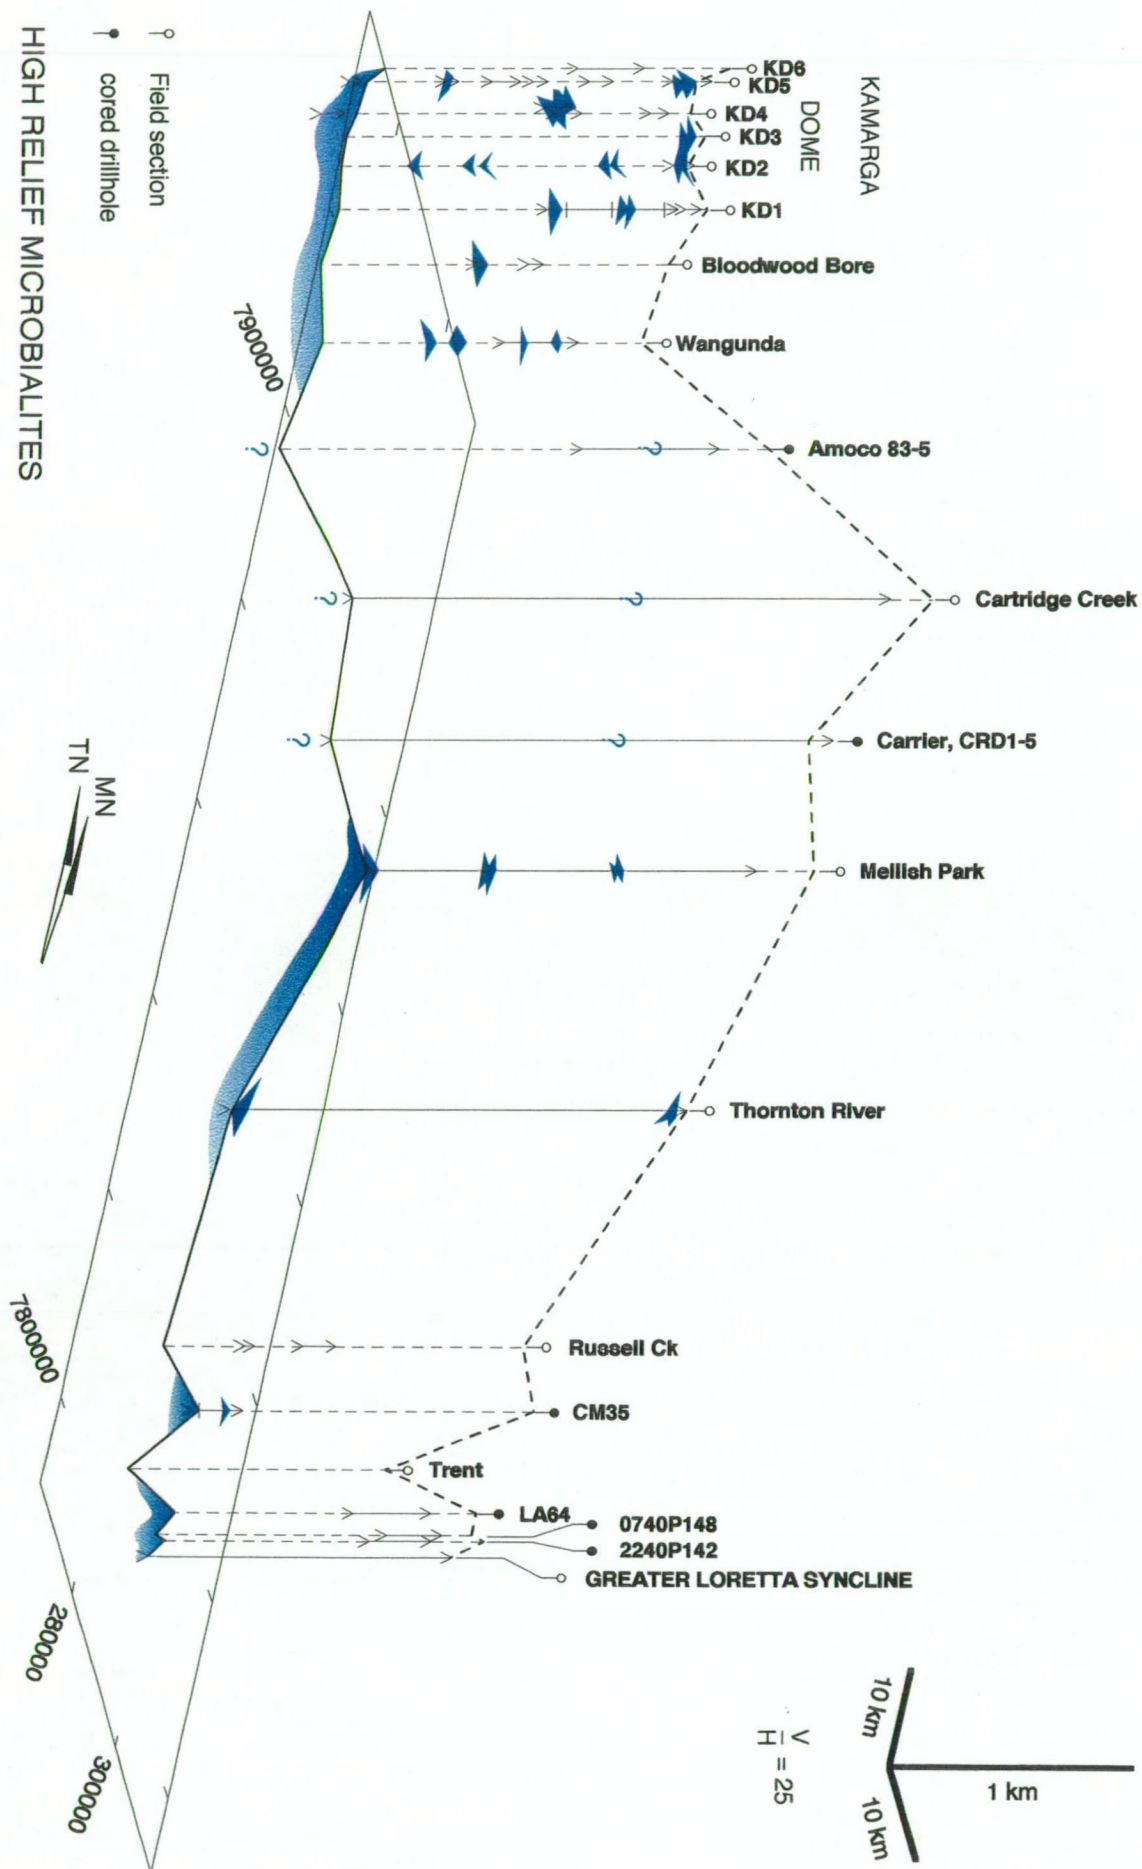 KAMARGA
DOME
KD6
KD5
KD4
KD3
KD2
KD1
Bloodwood Bore
Wangunda
Amoco 83-5
Cartridge Creek
Carrier, CRD1-5
Mellish Park
Thornton River
Russell Ck
CM35
Trent
LA64
0740P148
2240P142
GREATER LORETTA SYNCLINE
?
?
?
?
?
?
7900000
7800000
280000
300000
MN
TN
10 km
1 km
10 km
V
H = 25
Field section
cored drillhole
HIGH RELIEF MICROBIALITES